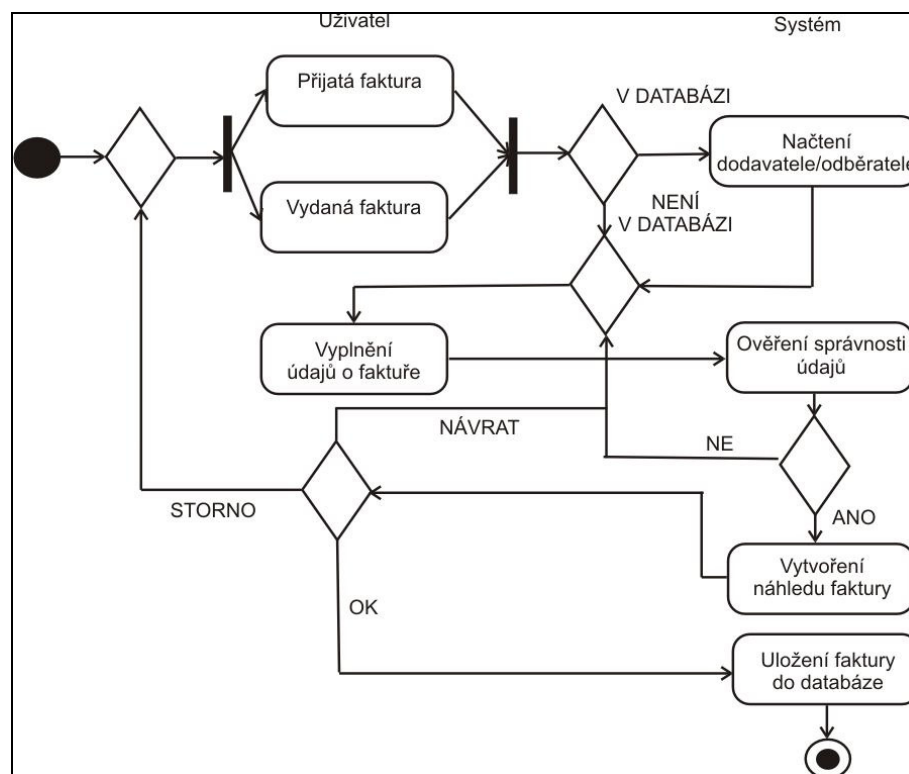 Uživatel
Systém
Přijatá faktura
V DATABÁZI
Načtení
dodavatele/odběratele
Vydaná faktura
NENÍ
V DATABÁZI
Vyplnění
údajů o faktuře
Ověření správnosti
údajů
NÁVRAT
NE
STORNO
ANO
Vytvoření
náhledu faktury
OK
Uložení faktury
do databáze